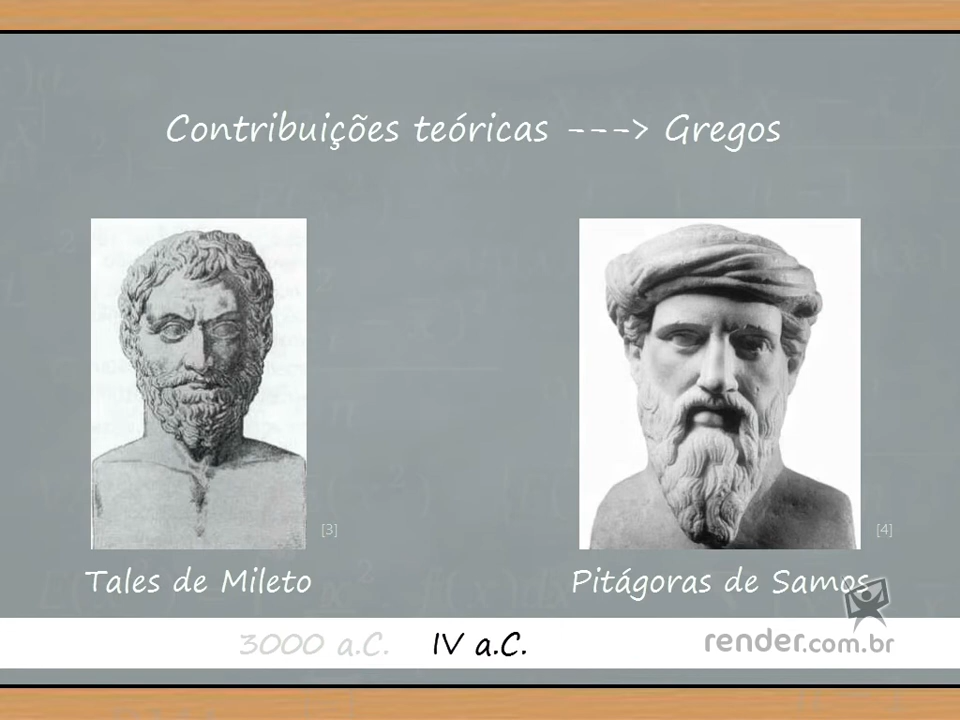 Contribuições teóricas ---> Gregos
[3]
[4]
Tales de Mileto
Pitágoras de Samos
3000 a.C.
IV a.C.
render.com.br